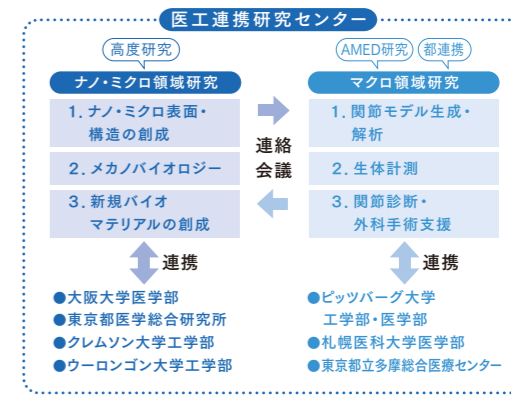 医工連携研究センター
高度研究
ナノ・ミクロ領域研究
1. ナノ・ミクロ表面・
構造の創成
2. メカノバイオロジー
3. 新規バイオ
マテリアルの創成
連携
●大阪大学医学部
●東京都医学総合研究所
●クレムソン大学工学部
●ウーロンゴン大学工学部
連絡
会議
AMED研究
都連携
マクロ領域研究
1. 関節モデル生成・
解析
2. 生体計測
3. 関節診断・
外科手術支援
連携
●ピッツバーグ大学
工学部・医学部
●札幌医科大学医学部
●東京都立多摩総合医療センター